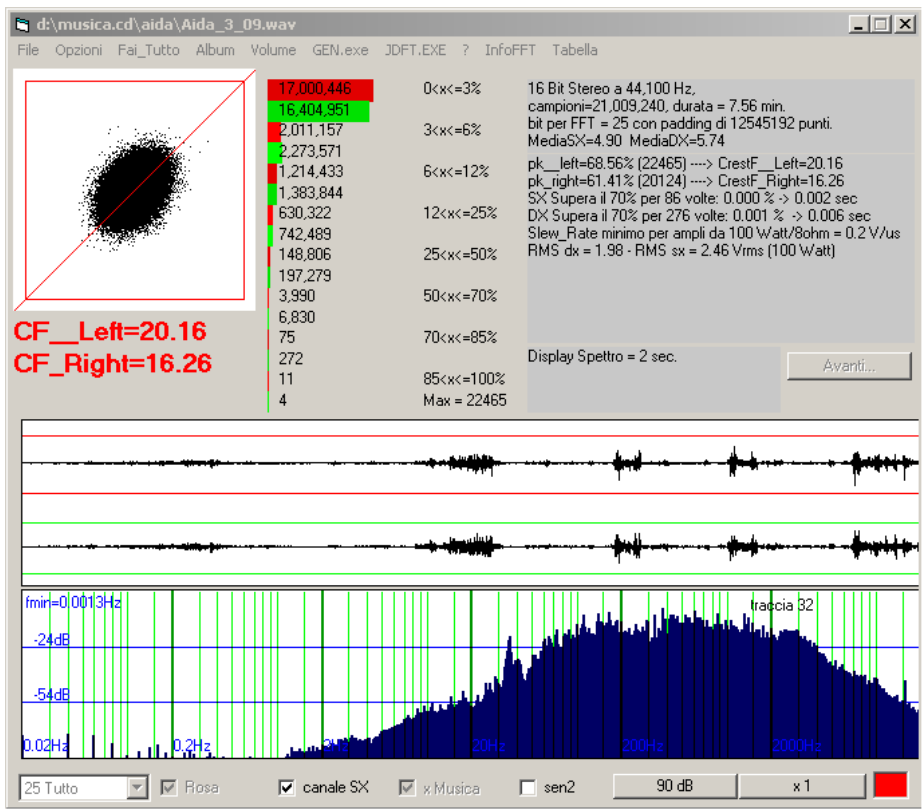 d:\musica.cd\aida\Aida_3_09.wav
File Opzioni Fai_Tutto Album Volume GEN.exe JDFT.EXE ? InfoFFT Tabella
17,000,446 0<x<=3%
16,404,951
2,011,157 3<x<=6%
2,273,571
1,214,433 6<x<=12%
1,383,844
630,322 12<x<=25%
742,489
148,806 25<x<=50%
197,279
3,990 50<x<=70%
6,830
75 70<x<=85%
272
11 85<x<=100%
4 Max = 22465
CF__Left=20.16
CF_Right=16.26
16 Bit Stereo a 44,100 Hz,
campioni=21,009,240, durata = 7.56 min.
bit per FFT = 25 con padding di 12545192 punti.
MediaSX=4.90 MediaDX=5.74
pk__left=68.56% (22465) ----> CrestF__Left=20.16
pk_right=61.41% (20124) ----> CrestF_Right=16.26
SX Supera il 70% per 86 volte: 0.000 % -> 0.002 sec
DX Supera il 70% per 276 volte: 0.001 % -> 0.006 sec
Slew_Rate minimo per ampli da 100 Watt/8ohm = 0.2 V/us
RMS dx = 1.98 - RMS sx = 2.46 Vrms (100 Watt)
Display Spettro = 2 sec.
Avanti...
fmin=0.0013Hz
traccia 32
-24dB
-54dB
0.02Hz 0.2Hz 2Hz 20Hz 200Hz 2000Hz
25 Tutto Rosa canale SX x Musica sen2 90 dB x 1